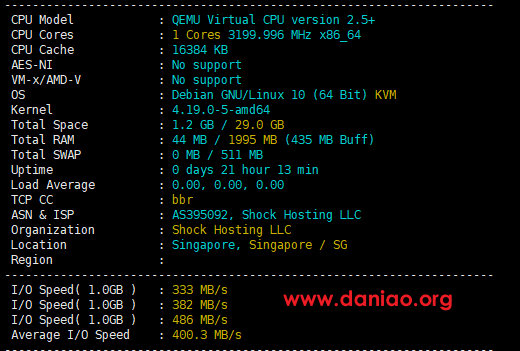 ----------------------------------------------------------------------
CPU Model            : QEMU Virtual CPU version 2.5+
CPU Cores            : 1 Cores 3199.996 MHz x86_64
CPU Cache            : 16384 KB
AES-NI               : No support
VM-x/AMD-V           : No support
OS                   : Debian GNU/Linux 10 (64 Bit) KVM
Kernel               : 4.19.0-5-amd64
Total Space          : 1.2 GB / 29.0 GB
Total RAM            : 44 MB / 1995 MB (435 MB Buff)
Total SWAP           : 0 MB / 511 MB
Uptime               : 0 days 21 hour 13 min
Load Average         : 0.00, 0.00, 0.00
TCP CC               : bbr
ASN & ISP            : AS395092, Shock Hosting LLC
Organization         : Shock Hosting LLC
Location             : Singapore, Singapore / SG
Region               :
----------------------------------------------------------------------
I/O Speed( 1.0GB )   : 333 MB/s
I/O Speed( 1.0GB )   : 382 MB/s
www.daniao.org
I/O Speed( 1.0GB )   : 486 MB/s
Average I/O Speed    : 400.3 MB/s
----------------------------------------------------------------------